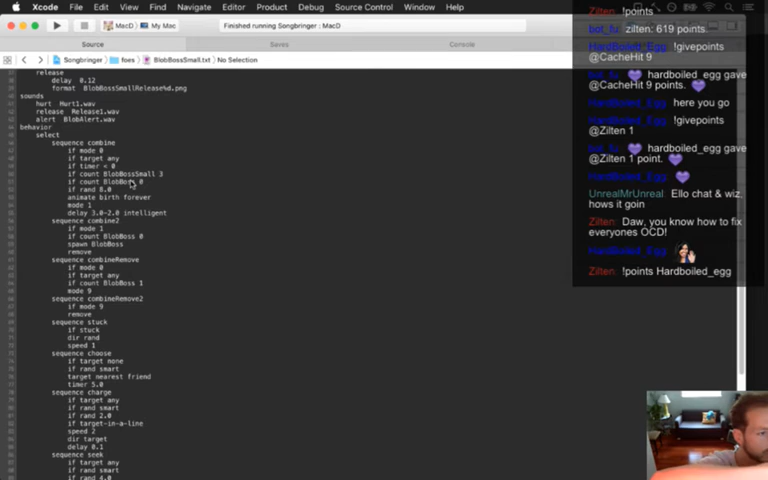 Xcode File Edit View Find Navigate Editor Product Debug Source Control Window Help
MacD My Mac
Finished running Songbringer : MacD
Source Saves Console
Songbringer foes BlobBossSmall.txt No Selection
release
delay 0.12
format BlobBossSmallRelease%d.png
sounds
hurt Hurt1.wav
release Release1.wav
alert BlobAlert.wav
behavior
select
sequence combine
if mode 0
if target any
if timer < 0
if count BlobBossSmall 3
if count BlobBoss 0
if rand 8.0
animate birth forever
mode 1
delay 3.0~2.0 intelligent
sequence combine2
if mode 1
if count BlobBoss 0
spawn BlobBoss
remove
sequence combineRemove
if mode 0
if target any
if count BlobBoss 1
mode 9
sequence combineRemove2
if mode 9
remove
sequence stuck
if stuck
dir rand
speed 1
sequence choose
if target none
if rand smart
target nearest friend
timer 5.0
sequence charge
if target any
if rand smart
if rand 2.0
if target-in-a-line
speed 2
dir target
delay 0.1
sequence seek
if target any
if rand smart
if rand 4.0
Zilten: !points
bot_fu: zilten: 619 points
HardBoildf_Egg: !givepoints
@CacheHit 9
bot_fu: hardboiled_egg gave
@CacheHit 9 points.
HardBoiled_Egg: here you go
HardBoiled_Egg: !givepoints
@Zilten 1
bot_fu: hardboiled_egg gave
@Zilten 1 point.
HardBoiled_Egg:
UnrealMrUnreal: Ello chat & wiz,
hows it goin
Zilten: Daw, you know how to fix
everyones OCD!
HardBoiled_Egg:
Zilten: !points Hardboiled_egg